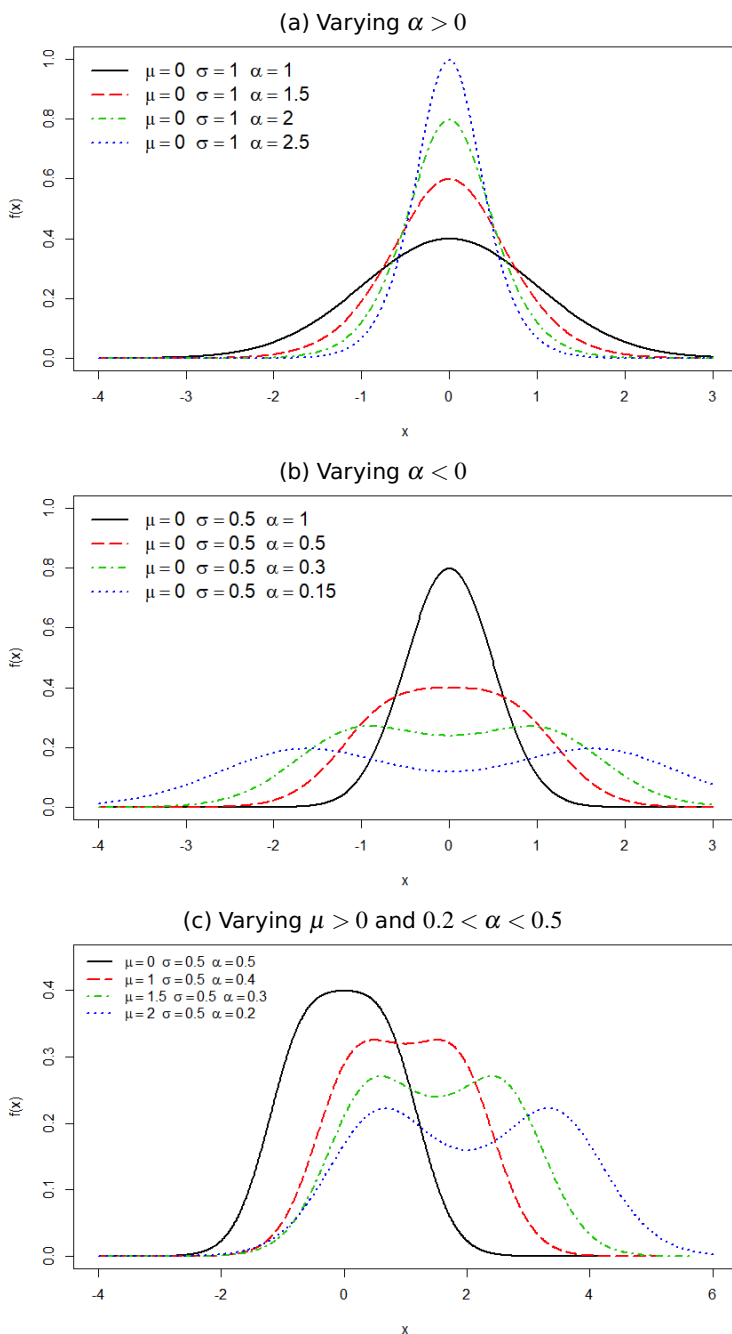 (a) Varying α > 0
μ = 0 σ = 1 α = 1
μ = 0 σ = 1 α = 1.5
μ = 0 σ = 1 α = 2
μ = 0 σ = 1 α = 2.5
f(x)
0.0 0.2 0.4 0.6 0.8 1.0
-4 -3 -2 -1 0 1 2 3
x
(b) Varying α < 0
μ = 0 σ = 0.5 α = 1
μ = 0 σ = 0.5 α = 0.5
μ = 0 σ = 0.5 α = 0.3
μ = 0 σ = 0.5 α = 0.15
f(x)
0.0 0.2 0.4 0.6 0.8 1.0
-4 -3 -2 -1 0 1 2 3
x
(c) Varying μ > 0 and 0.2 < α < 0.5
μ = 0 σ = 0.5 α = 0.5
μ = 1 σ = 0.5 α = 0.4
μ = 1.5 σ = 0.5 α = 0.3
μ = 2 σ = 0.5 α = 0.2
f(x)
0.0 0.1 0.2 0.3 0.4
-4 -2 0 2 4 6
x